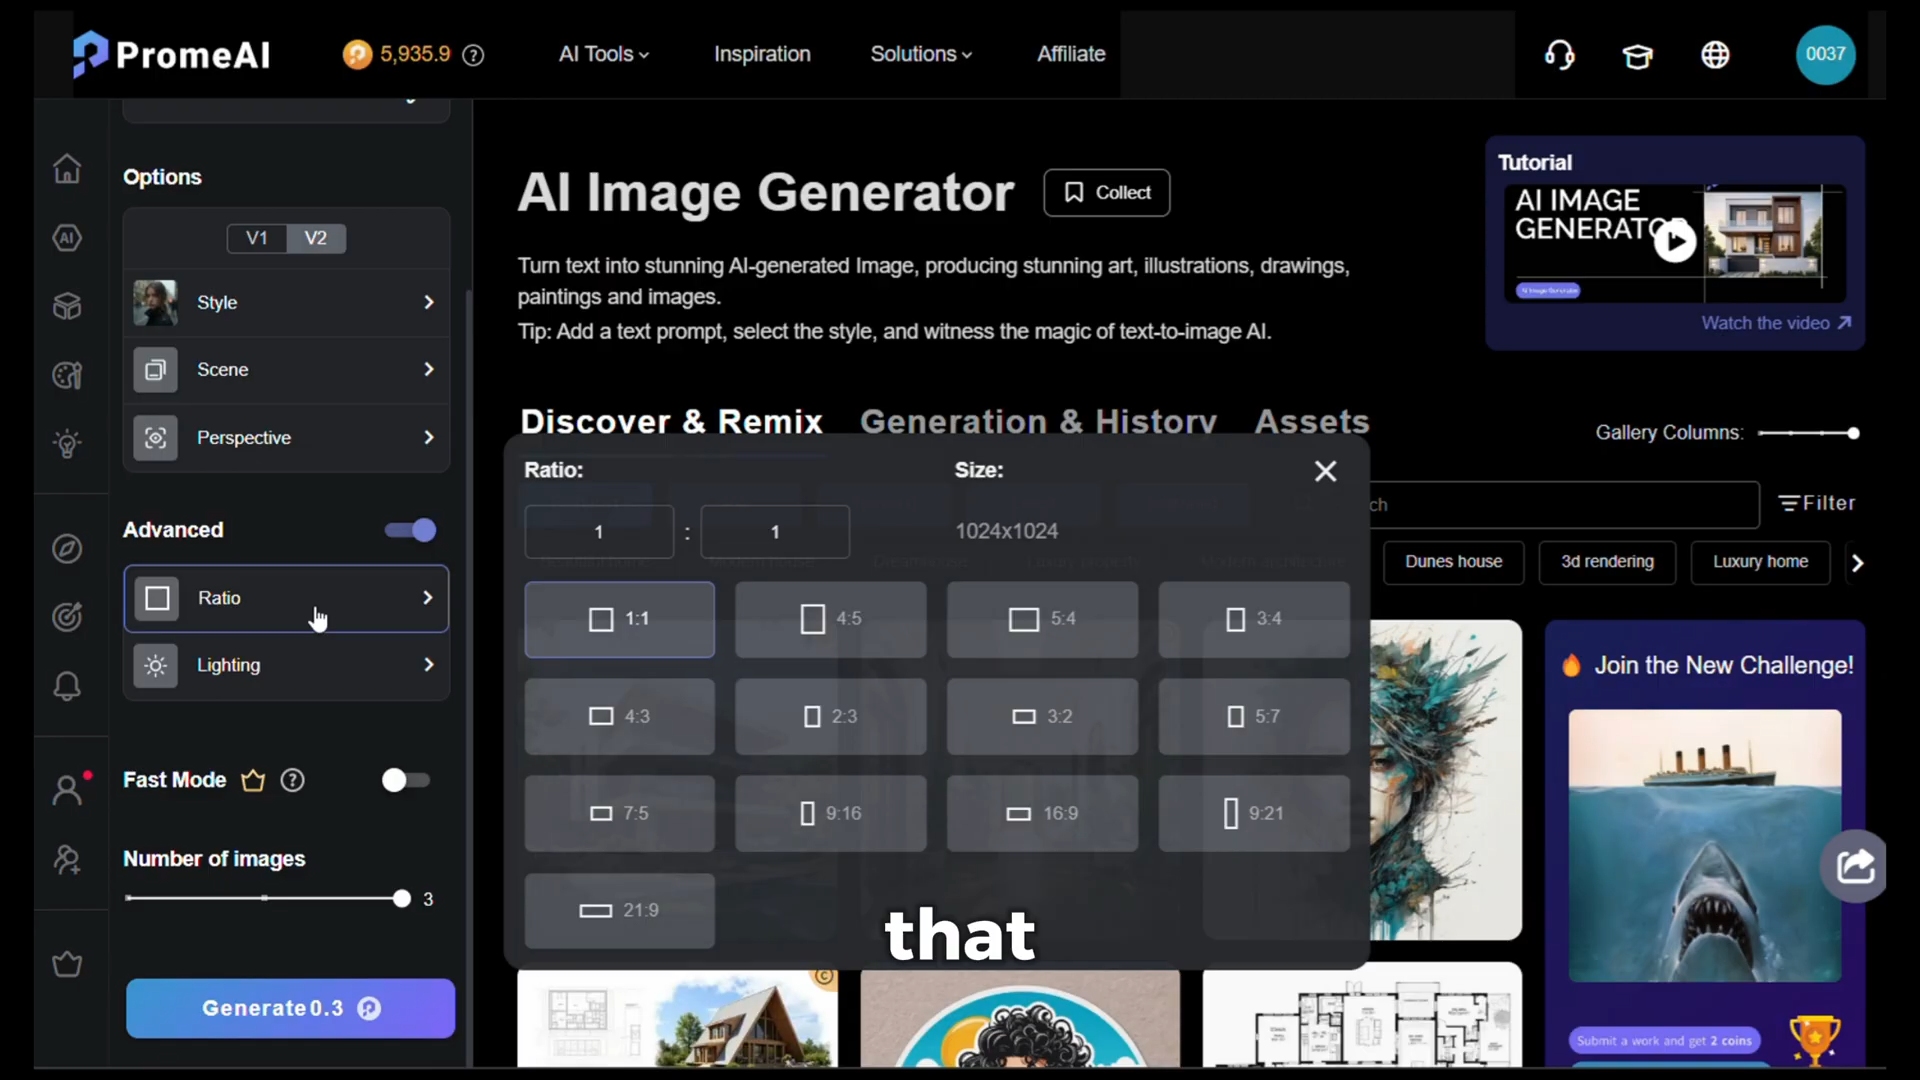 PromeAI
5,935.9
AI Tools
Inspiration
Solutions
Affiliate
0037
Options
V1
V2
Style
Scene
Perspective
Advanced
Ratio
Lighting
Fast Mode
Number of images
3
Generate 0.3
AI Image Generator
Collect
Turn text into stunning AI-generated Image, producing stunning art, illustrations, drawings,
paintings and images.
Tip: Add a text prompt, select the style, and witness the magic of text-to-image AI.
Tutorial
AI IMAGE
GENERATOR
AI Image Generator
Watch the video
Discover & Remix
Generation & History
Assets
Gallery Columns:
Ratio:
Size:
1
:
1
1024x1024
1:1
4:5
5:4
3:4
4:3
2:3
3:2
5:7
7:5
9:16
16:9
9:21
21:9
ch
Filter
Dunes house
3d rendering
Luxury home
Join the New Challenge!
Submit a work and get 2 coins
that